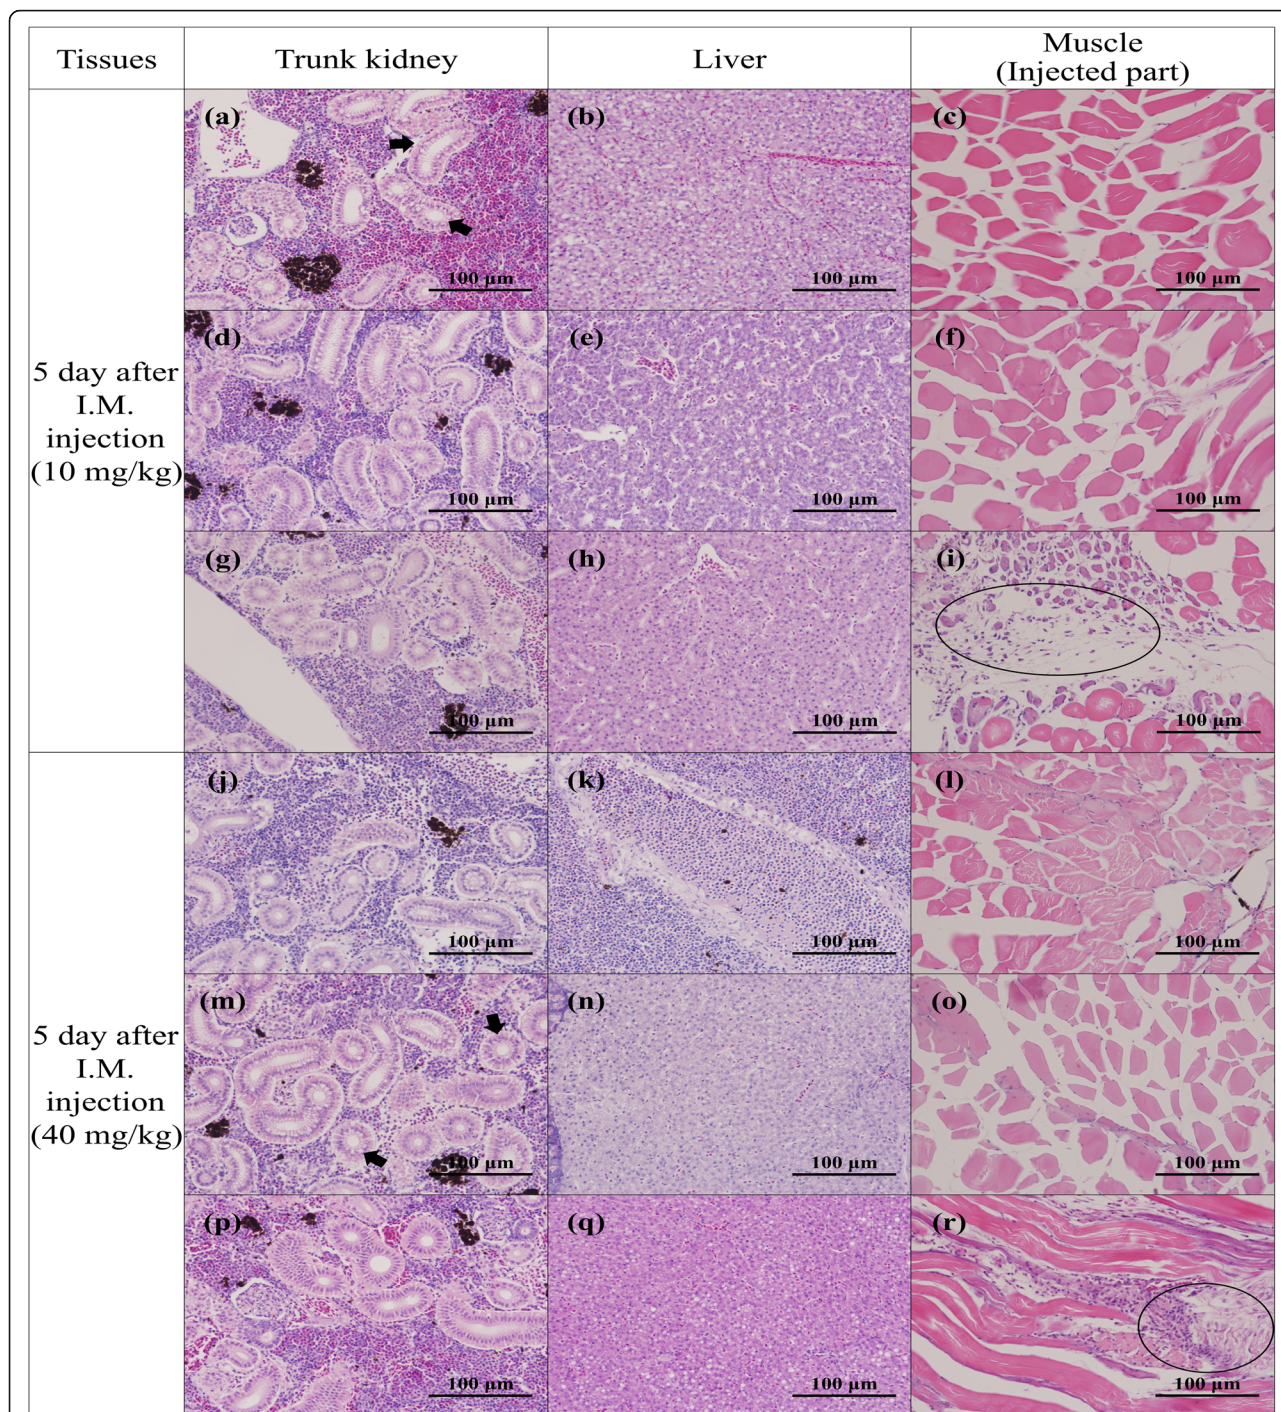 Tissues
Trunk kidney
Liver
Muscle
(Injected part)
5 day after
I.M.
injection
(10 mg/kg)
(a)
100 µm
(b)
100 µm
(c)
100 µm
(d)
100 µm
(e)
100 µm
(f)
100 µm
(g)
100 µm
(h)
100 µm
(i)
100 µm
5 day after
I.M.
injection
(40 mg/kg)
(j)
100 µm
(k)
100 µm
(l)
100 µm
(m)
100 µm
(n)
100 µm
(o)
100 µm
(p)
100 µm
(q)
100 µm
(r)
100 µm